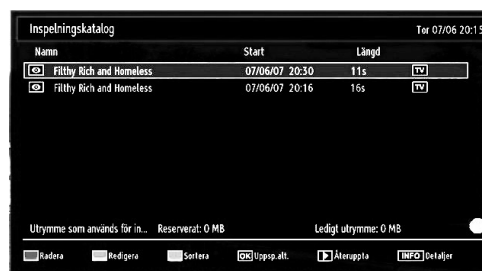 Inspelningskatalog Tor 07/06 20:15
Namn Start Längd
Filthy Rich and Homeless 07/06/07 20:30 11s TV
Filthy Rich and Homeless 07/06/07 20:16 16s TV
Utrymme som används för in... Reserverat: 0 MB Ledigt utrymme: 0 MB
Radera Redigera Sortera OK Uppsp.alt. Återuppta INFO Detaljer